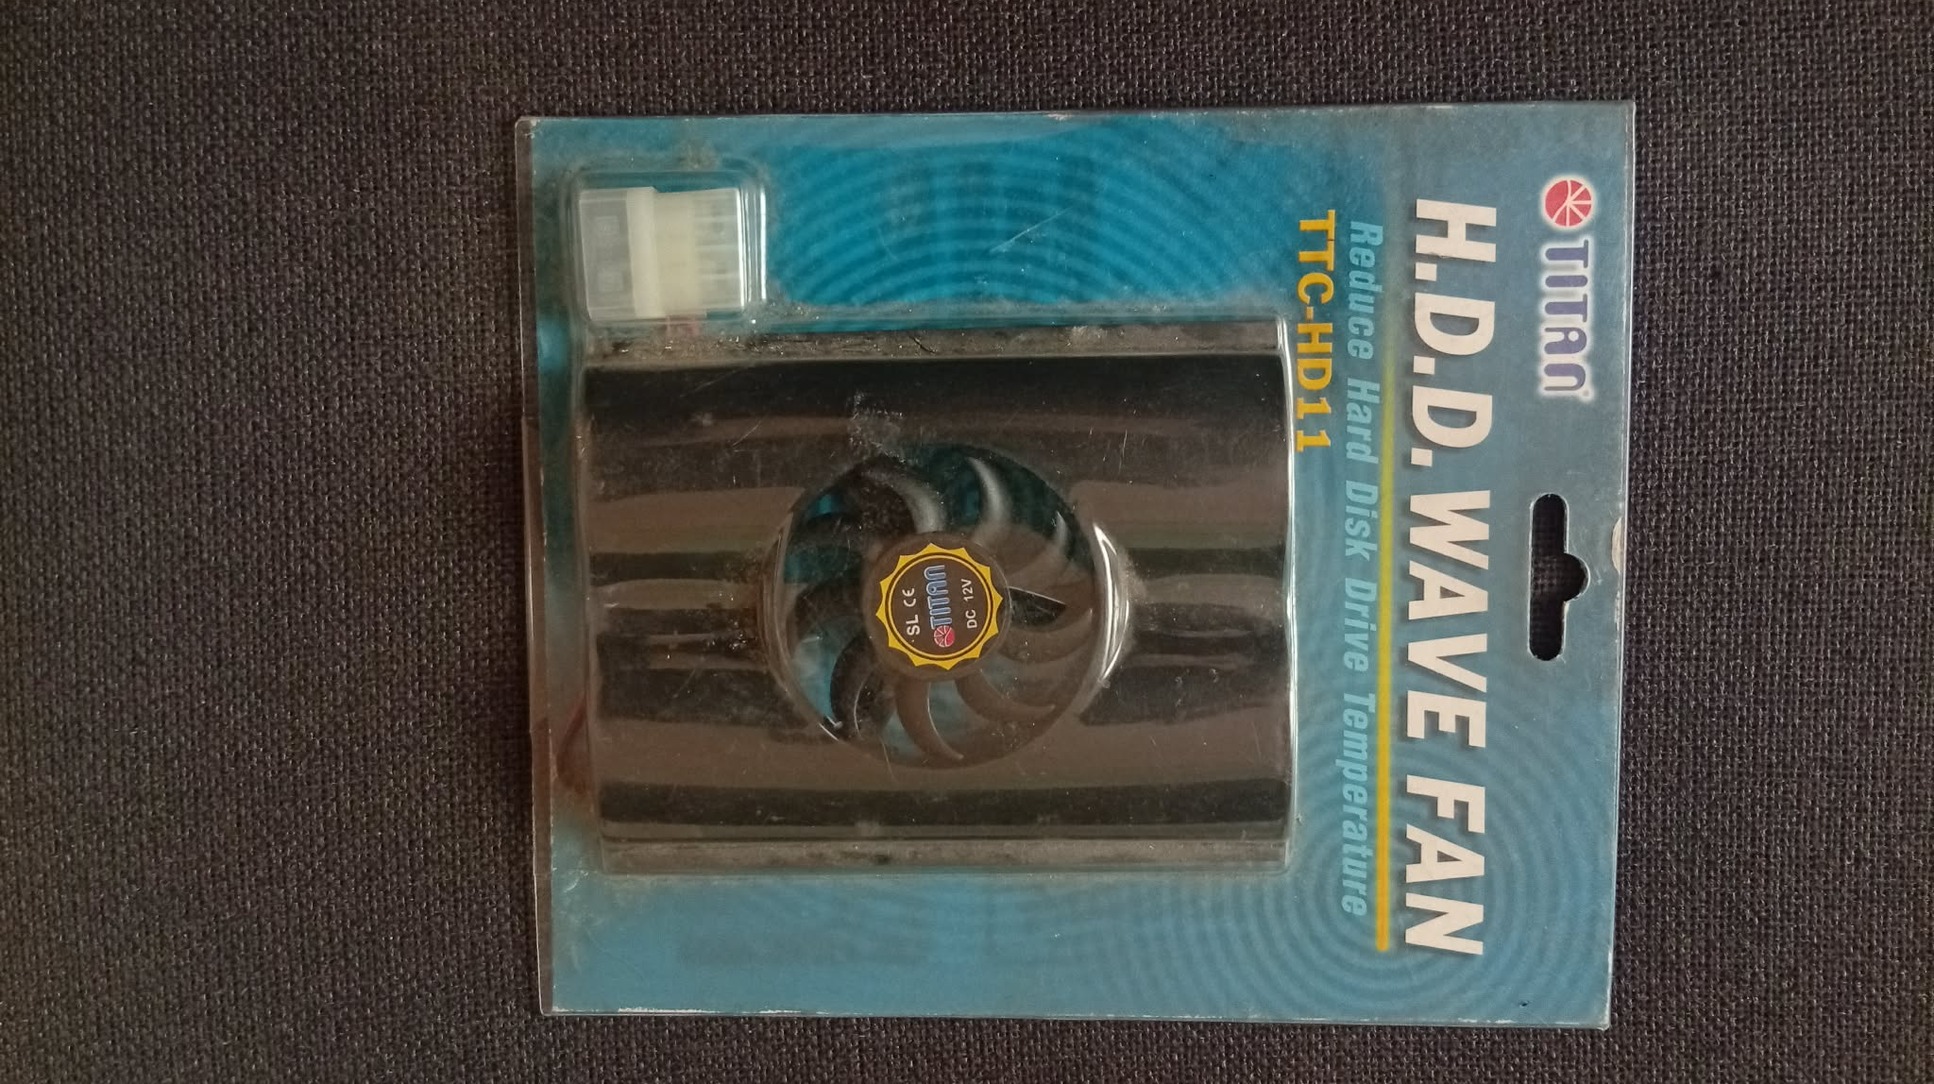 TITAN
H.D.D. WAVE FAN
Reduce Hard Disk Drive Temperature
TTC-HD11
SL CE
TITAN
DC 12V